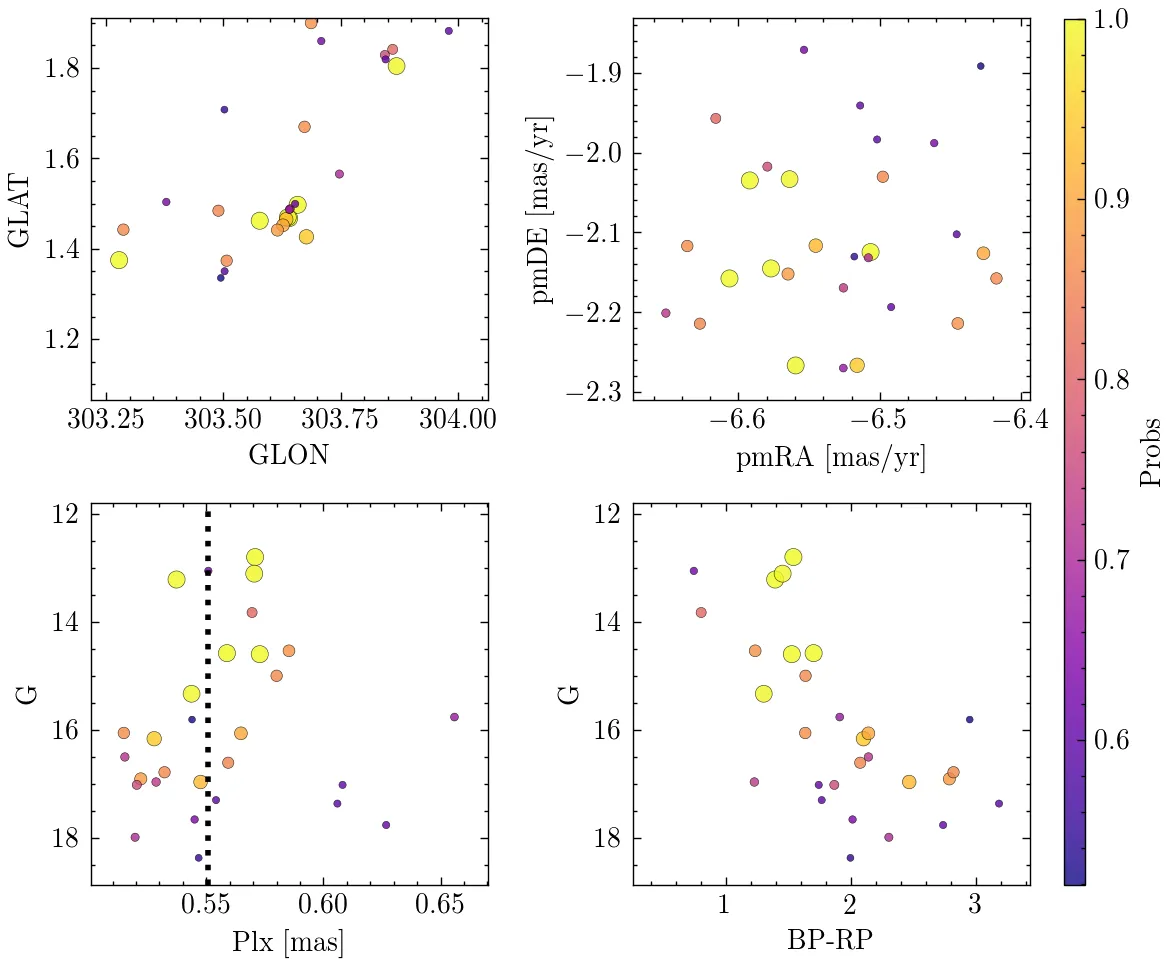 1.8
1.6
1.4
1.2
GLAT
303.25 303.50 303.75 304.00
GLON
−1.9
−2.0
−2.1
−2.2
−2.3
pmDE [mas/yr]
−6.6 −6.5 −6.4
pmRA [mas/yr]
1.0
0.9
0.8
0.7
0.6
Probs
12
14
16
18
G
0.55 0.60 0.65
Plx [mas]
12
14
16
18
G
1 2 3
BP-RP